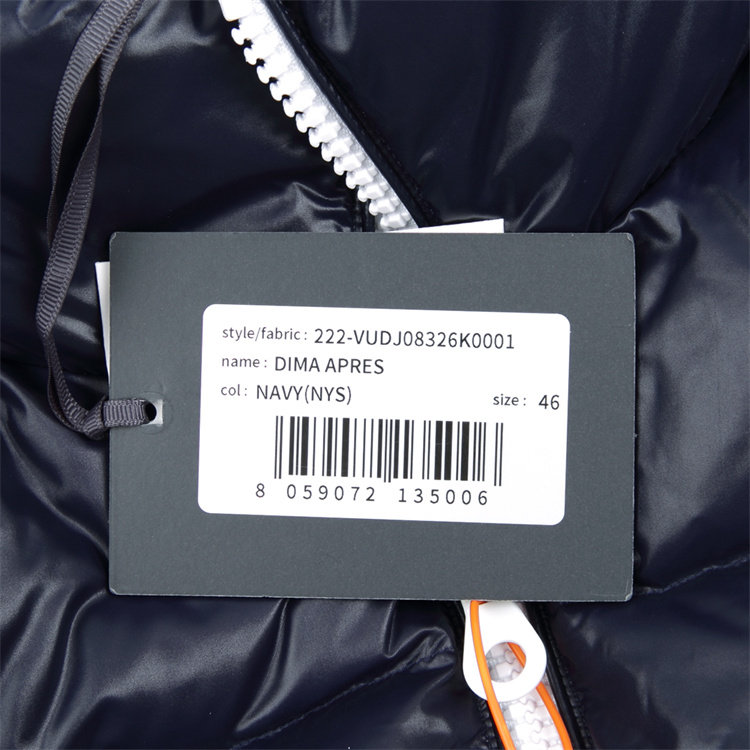 style/fabric : 222-VUDJ08326K0001
name : DIMA APRES
col : NAVY(NYS)
size : 46
8 059072 135006